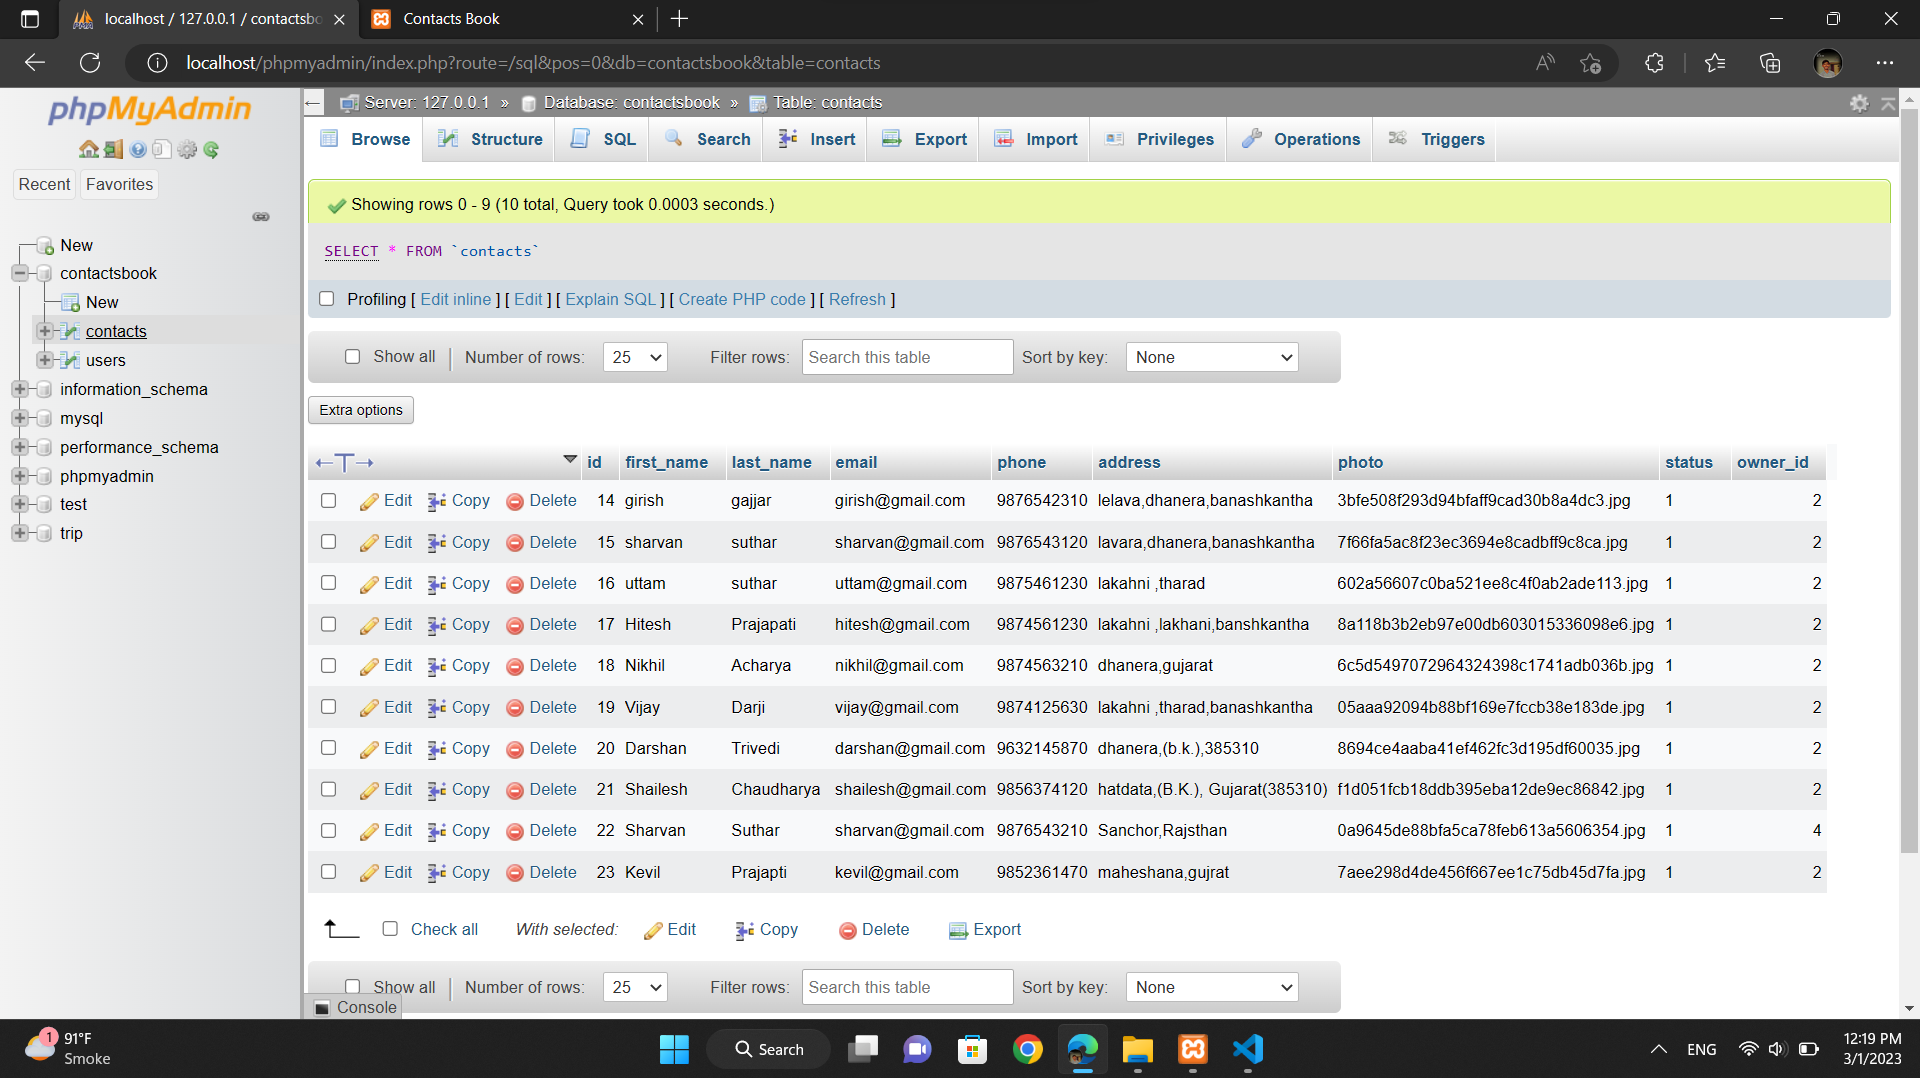 localhost / 127.0.0.1 / contactsbo
Contacts Book
localhost/phpmyadmin/index.php?route=/sql&pos=0&db=contactsbook&table=contacts
phpMyAdmin
Recent Favorites
New
contactsbook
New
contacts
users
information_schema
mysql
performance_schema
phpmyadmin
test
trip
Server: 127.0.0.1 » Database: contactsbook » Table: contacts
Browse Structure SQL Search Insert Export Import Privileges Operations Triggers
Showing rows 0 - 9 (10 total, Query took 0.0003 seconds.)
SELECT * FROM `contacts`
Profiling [ Edit inline ] [ Edit ] [ Explain SQL ] [ Create PHP code ] [ Refresh ]
Show all | Number of rows: 25 Filter rows: Search this table Sort by key: None
Extra options
←T→ id first_name last_name email phone address photo status owner_id
Edit Copy Delete 14 girish gajjar girish@gmail.com 9876542310 lelava,dhanera,banashkantha 3bfe508f293d94bfaff9cad30b8a4dc3.jpg 1 2
Edit Copy Delete 15 sharvan suthar sharvan@gmail.com 9876543120 lavara,dhanera,banashkantha 7f66fa5ac8f23ec3694e8cadbff9c8ca.jpg 1 2
Edit Copy Delete 16 uttam suthar uttam@gmail.com 9875461230 lakahni ,tharad 602a56607c0ba521ee8c4f0ab2ade113.jpg 1 2
Edit Copy Delete 17 Hitesh Prajapati hitesh@gmail.com 9874561230 lakahni ,lakhani,banshkantha 8a118b3b2eb97e00db603015336098e6.jpg 1 2
Edit Copy Delete 18 Nikhil Acharya nikhil@gmail.com 9874563210 dhanera,gujarat 6c5d5497072964324398c1741adb036b.jpg 1 2
Edit Copy Delete 19 Vijay Darji vijay@gmail.com 9874125630 lakahni ,tharad,banashkantha 05aaa92094b88bf169e7fccb38e183de.jpg 1 2
Edit Copy Delete 20 Darshan Trivedi darshan@gmail.com 9632145870 dhanera,(b.k.),385310 8694ce4aaba41ef462fc3d195df60035.jpg 1 2
Edit Copy Delete 21 Shailesh Chaudharya shailesh@gmail.com 9856374120 hatdata,(B.K.), Gujarat(385310) f1d051fcb18ddb395eba12de9ec86842.jpg 1 2
Edit Copy Delete 22 Sharvan Suthar sharvan@gmail.com 9876543210 Sanchor,Rajsthan 0a9645de88bfa5ca78feb613a5606354.jpg 1 4
Edit Copy Delete 23 Kevil Prajapti kevil@gmail.com 9852361470 maheshana,gujrat 7aee298d4de456f667ee1c75db45d7fa.jpg 1 2
Check all With selected: Edit Copy Delete Export
Show all | Number of rows: 25 Filter rows: Search this table Sort by key: None
Console
1 91°F
Smoke
Search
ENG
12:19 PM
3/1/2023